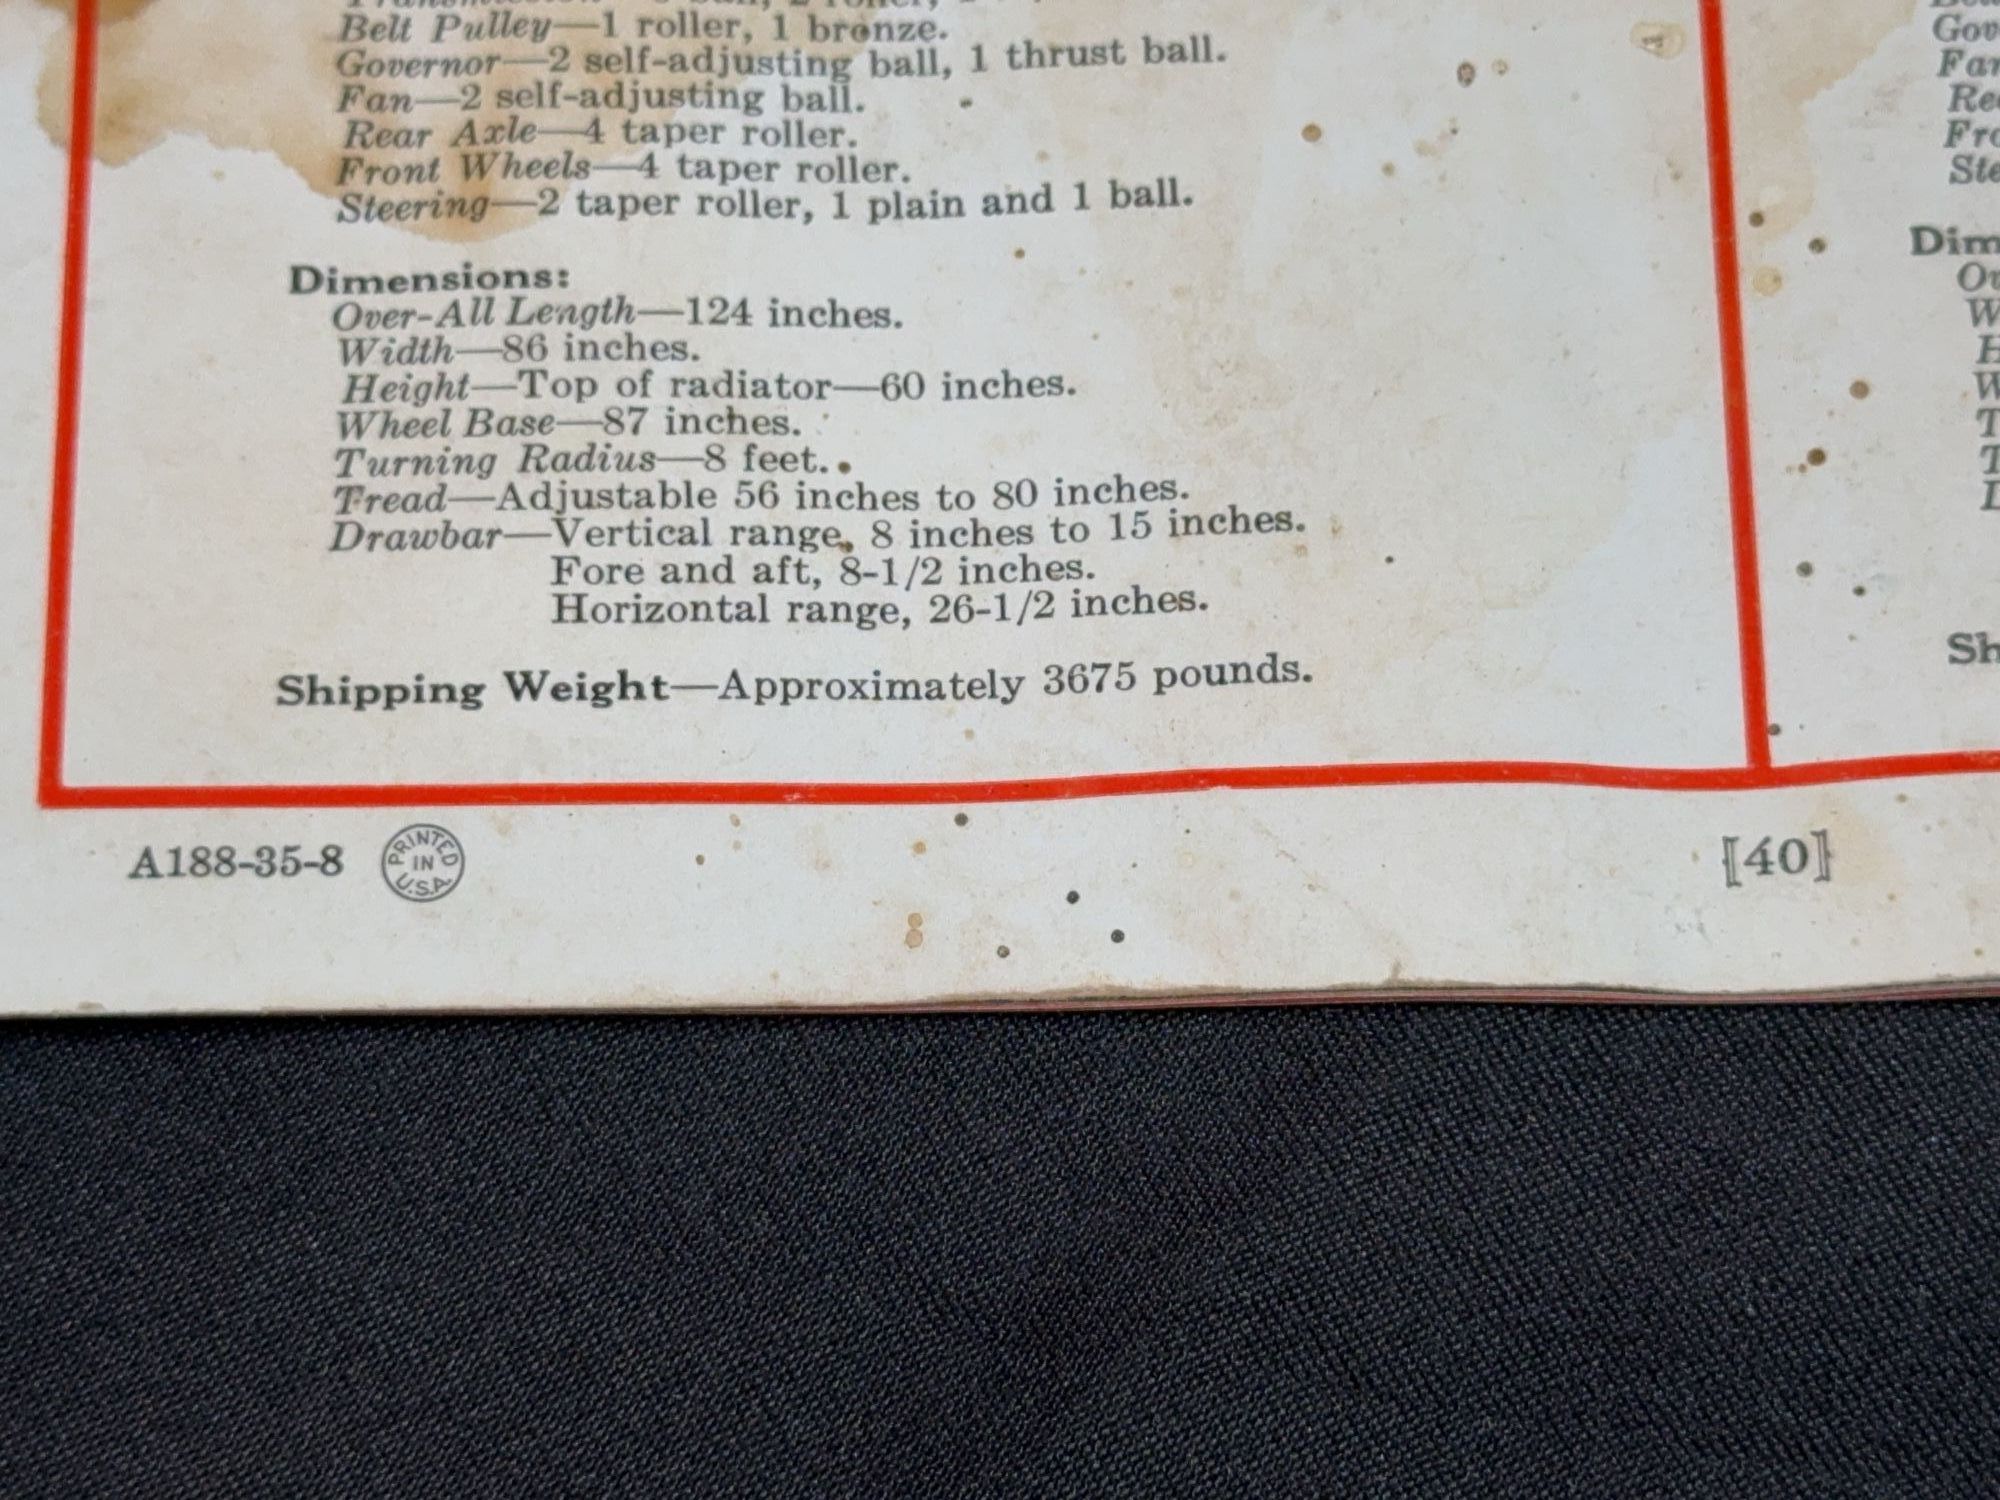 Belt Pulley—1 roller, 1 bronze.
Governor—2 self-adjusting ball, 1 thrust ball.
Fan—2 self-adjusting ball.
Rear Axle—4 taper roller.
Front Wheels—4 taper roller.
Steering—2 taper roller, 1 plain and 1 ball.
Dimensions:
Over-All Length—124 inches.
Width—86 inches.
Height—Top of radiator—60 inches.
Wheel Base—87 inches.
Turning Radius—8 feet.
Tread—Adjustable 56 inches to 80 inches.
Drawbar—Vertical range, 8 inches to 15 inches.
Fore and aft, 8-1/2 inches.
Horizontal range, 26-1/2 inches.
Shipping Weight—Approximately 3675 pounds.
A188-35-8
PRINTED
IN
U.S.A.
[40]